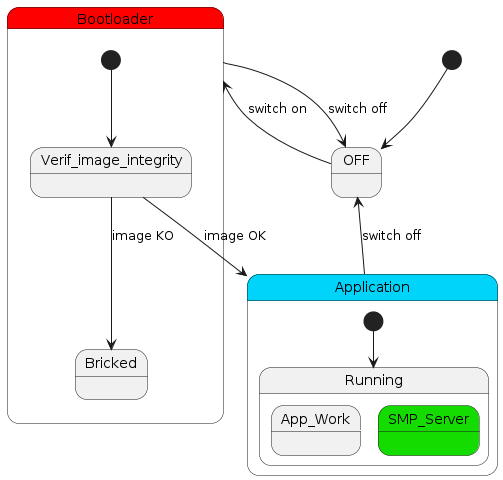 Bootloader
switch on
switch off
Verif_image_integrity
OFF
image KO
image OK
switch off
Application
Bricked
Running
App_Work
SMP_Server